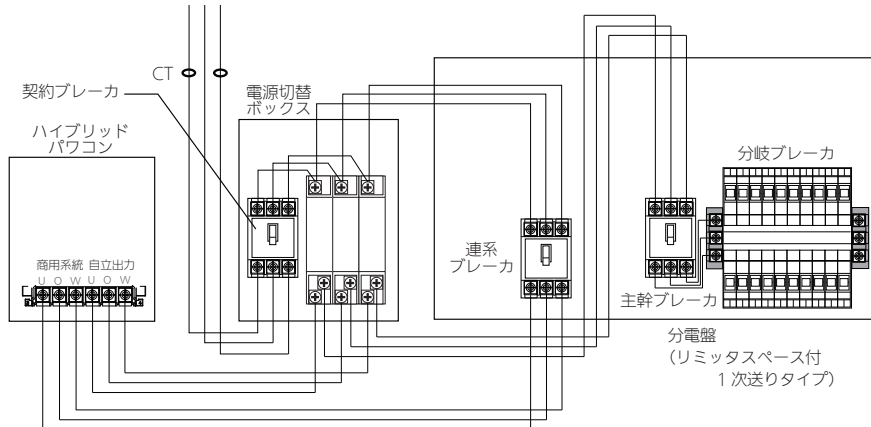 CT
契約ブレーカ
電源切替
ボックス
ハイブリッド
パワコン
商用系統 自立出力
U O W U O W
連系
ブレーカ
分岐ブレーカ
主幹ブレーカ
分電盤
（リミッタスペース付
1次送りタイプ）